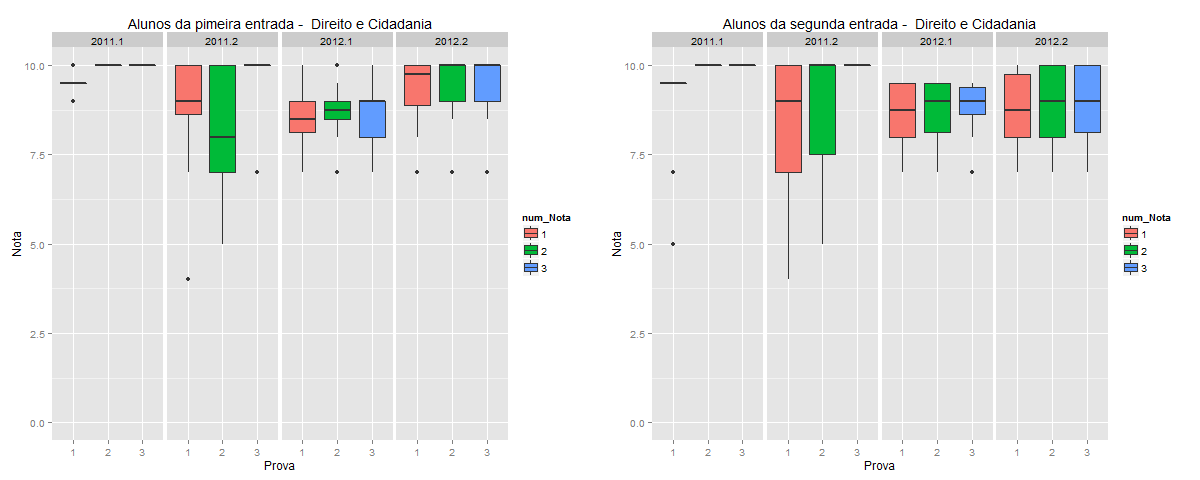 Alunos da pimeira entrada -  Direito e Cidadania
2011.1 2011.2 2012.1 2012.2
10.0
7.5
5.0
2.5
0.0
Nota
1 2 3 1 2 3 1 2 3 1 2 3
Prova
num_Nota
1
2
3
Alunos da segunda entrada -  Direito e Cidadania
2011.1 2011.2 2012.1 2012.2
10.0
7.5
5.0
2.5
0.0
Nota
1 2 3 1 2 3 1 2 3 1 2 3
Prova
num_Nota
1
2
3